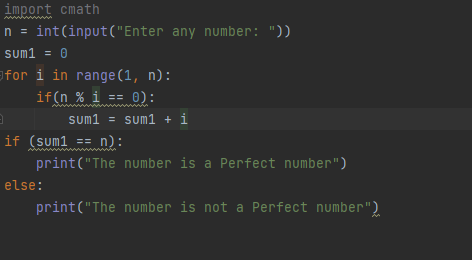 import cmath
n = int(input("Enter any number: "))
sum1 = 0
for i in range(1, n):
    if(n % i == 0):
        sum1 = sum1 + i
if (sum1 == n):
    print("The number is a Perfect number")
else:
    print("The number is not a Perfect number")